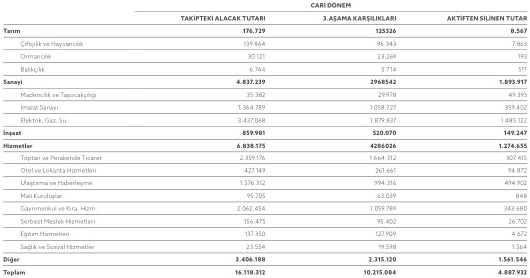 CARİ DÖNEM
TAKİPTEKİ ALACAK TUTARI 3.AŞAMA KARŞILIKLARI AKTİFTEN SİLİNEN TUTAR
Tarım 176.729 125326 8.567
Çiftçilik ve Hayvancılık 139.864 96.343 7.863
Ormancılık 30.121 23.269 193
Balıkçılık 6.744 5.714 511
Sanayi 4.837.239 2968542 1.893.917
Madencilik ve Taşocakçılığı 35.382 29.978 49.393
İmalat Sanayi 1.364.789 1.058.727 359.402
Elektrik, Gaz, Su 3.437.068 1.879.837 1.485.122
İnşaat 859.981 520.070 149.247
Hizmetler 6.838.175 4286026 1.274.655
Toptan ve Perakende Ticaret 2.359.176 1.664.312 307.415
Otel ve Lokanta Hizmetleri 427.149 261.661 94.872
Ulaştırma ve Haberleşme 1.576.312 994.316 494.902
Mali Kuruluşlar 95.705 63.039 848
Gayrimenkul ve Kira. Hizm. 2.062.454 1.059.789 343.680
Serbest Meslek Hizmetleri 156.475 95.402 26.702
Eğitim Hizmetleri 137.350 127.909 4.672
Sağlık ve Sosyal Hizmetler 23.554 19.598 1.564
Diğer 3.406.188 2.315.120 1.561.546
Toplam 16.118.312 10.215.084 4.887.932